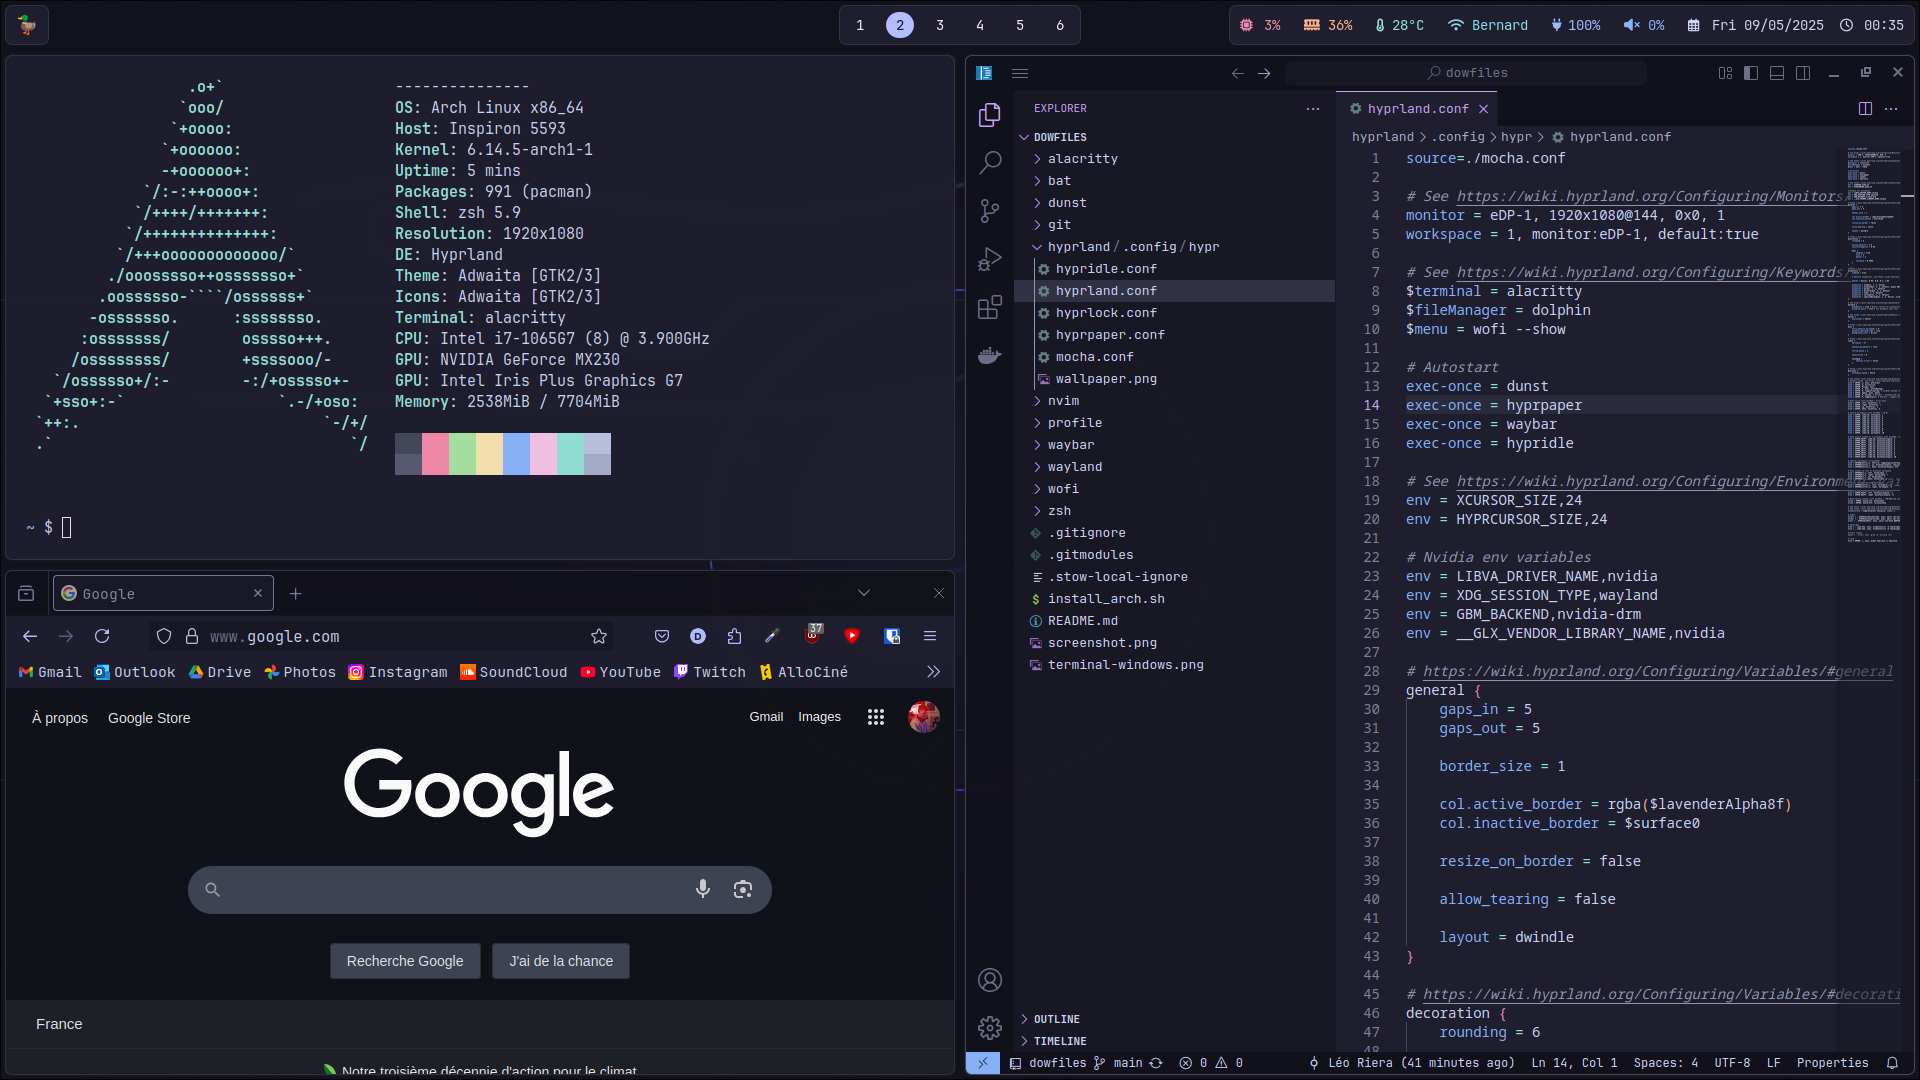 1 2 3 4 5 6
3% 36% 28°C Bernard 100% 0% Fri 09/05/2025 00:35
.o+`
`ooo/
`+oooo:
`+oooooo:
-+oooooo+:
`/:-:++oooo+:
`/++++/+++++++:
`/++++++++++++++:
`/+++ooooooooooooo/`
./ooosssso++osssssso+`
.oossssso-````/ossssss+`
-osssssso.      :ssssssso.
:osssssss/        osssso+++.
/ossssssss/        +ssssooo/-
`/ossssso+/:-        -:/+osssso+-
`+sso+:-`                 `.-/+oso:
`++:.                           `-/+/
.`                                 `/
---------------
OS: Arch Linux x86_64
Host: Inspiron 5593
Kernel: 6.14.5-arch1-1
Uptime: 5 mins
Packages: 991 (pacman)
Shell: zsh 5.9
Resolution: 1920x1080
DE: Hyprland
Theme: Adwaita [GTK2/3]
Icons: Adwaita [GTK2/3]
Terminal: alacritty
CPU: Intel i7-1065G7 (8) @ 3.900GHz
GPU: NVIDIA GeForce MX230
GPU: Intel Iris Plus Graphics G7
Memory: 2538MiB / 7704MiB
~ $
Google
www.google.com
D
37
Gmail Outlook Drive Photos Instagram SoundCloud YouTube Twitch AlloCiné
À propos Google Store Gmail Images
Google
Recherche Google J'ai de la chance
France
Notre troisième décennie d'action pour le climat
dowfiles
EXPLORER
DOWFILES
alacritty
bat
dunst
git
hyprland/.config/hypr
hypridle.conf
hyprland.conf
hyprlock.conf
hyprpaper.conf
mocha.conf
wallpaper.png
nvim
profile
waybar
wayland
wofi
zsh
.gitignore
.gitmodules
.stow-local-ignore
install_arch.sh
README.md
screenshot.png
terminal-windows.png
OUTLINE
TIMELINE
hyprland.conf
hyprland > .config > hypr > hyprland.conf
1 source=./mocha.conf
2
3 # See https://wiki.hyprland.org/Configuring/Monitors/
4 monitor = eDP-1, 1920x1080@144, 0x0, 1
5 workspace = 1, monitor:eDP-1, default:true
6
7 # See https://wiki.hyprland.org/Configuring/Keywords/
8 $terminal = alacritty
9 $fileManager = dolphin
10 $menu = wofi --show
11
12 # Autostart
13 exec-once = dunst
14 exec-once = hyprpaper
15 exec-once = waybar
16 exec-once = hypridle
17
18 # See https://wiki.hyprland.org/Configuring/Environme
19 env = XCURSOR_SIZE,24
20 env = HYPRCURSOR_SIZE,24
21
22 # Nvidia env variables
23 env = LIBVA_DRIVER_NAME,nvidia
24 env = XDG_SESSION_TYPE,wayland
25 env = GBM_BACKEND,nvidia-drm
26 env = __GLX_VENDOR_LIBRARY_NAME,nvidia
27
28 # https://wiki.hyprland.org/Configuring/Variables/#general
29 general {
30 gaps_in = 5
31 gaps_out = 5
32
33 border_size = 1
34
35 col.active_border = rgba($lavenderAlpha8f)
36 col.inactive_border = $surface0
37
38 resize_on_border = false
39
40 allow_tearing = false
41
42 layout = dwindle
43 }
44
45 # https://wiki.hyprland.org/Configuring/Variables/#decorati
46 decoration {
47 rounding = 6
48
dowfiles main 0 0 Léo Riera (41 minutes ago) Ln 14, Col 1 Spaces: 4 UTF-8 LF Properties